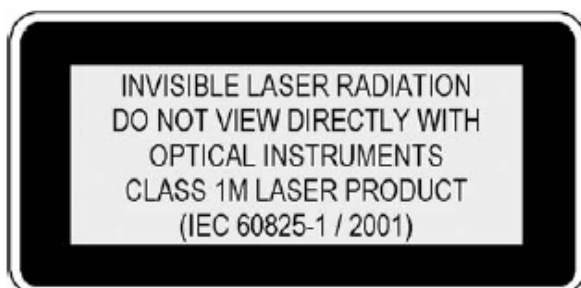 INVISIBLE LASER RADIATION
DO NOT VIEW DIRECTLY WITH
OPTICAL INSTRUMENTS
CLASS 1M LASER PRODUCT
(IEC 60825-1 / 2001)